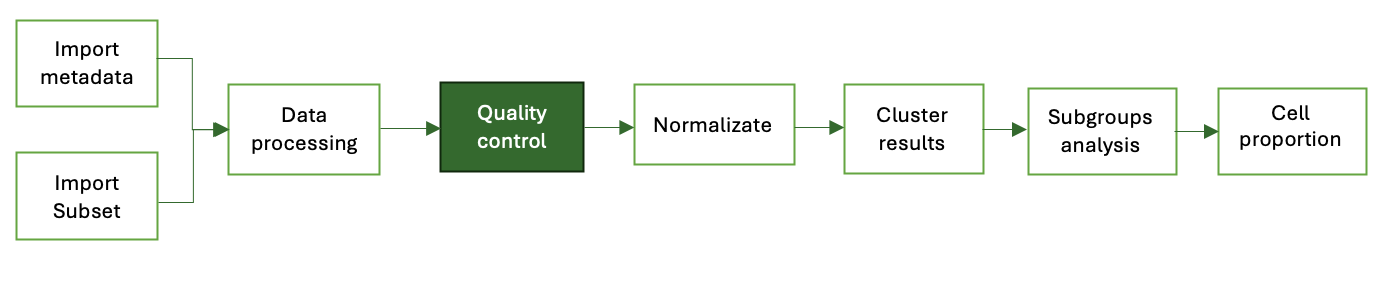 Import
metadata
Import
Subset
Data
processing
Quality
control
Normalizate
Cluster
results
Subgroups
analysis
Cell
proportion